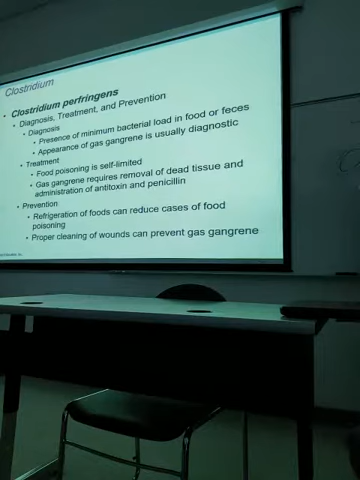 Clostridium
• Clostridium perfringens
• Diagnosis, Treatment, and Prevention
• Diagnosis
• Presence of minimum bacterial load in food or feces
• Appearance of gas gangrene is usually diagnostic
• Treatment
• Food poisoning is self-limited
• Gas gangrene requires removal of dead tissue and
administration of antitoxin and penicillin
• Prevention
• Refrigeration of foods can reduce cases of food
poisoning
• Proper cleaning of wounds can prevent gas gangrene